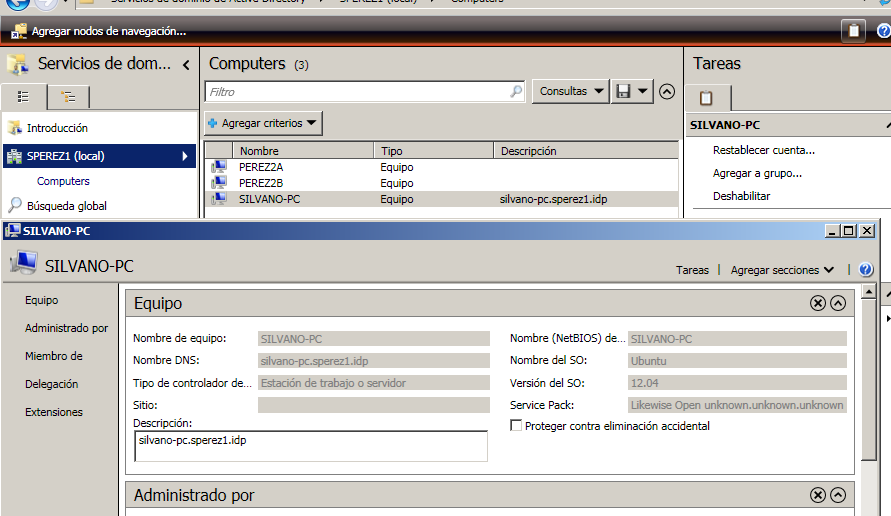 Servicios de dominio de Active Directory SPEREZ1 (local) Computers
Agregar nodos de navegación...
Servicios de dom...
Introducción
SPEREZ1 (local)
Computers
Búsqueda global
Computers (3)
Filtro
Consultas
Agregar criterios
Nombre Tipo Descripción
PEREZ2A Equipo
PEREZ2B Equipo
SILVANO-PC Equipo silvano-pc.sperez1.idp
Tareas
SILVANO-PC
Restablecer cuenta...
Agregar a grupo...
Deshabilitar
SILVANO-PC
SILVANO-PC
Tareas | Agregar secciones |
Equipo
Administrado por
Miembro de
Delegación
Extensiones
Equipo
Nombre de equipo: SILVANO-PC
Nombre DNS: silvano-pc.sperez1.idp
Tipo de controlador de... Estación de trabajo o servidor
Sitio:
Descripción:
silvano-pc.sperez1.idp
Nombre (NetBIOS) de... SILVANO-PC
Nombre del SO: Ubuntu
Versión del SO: 12.04
Service Pack: Likewise Open unknown.unknown.unknown
Proteger contra eliminación accidental
Administrado por